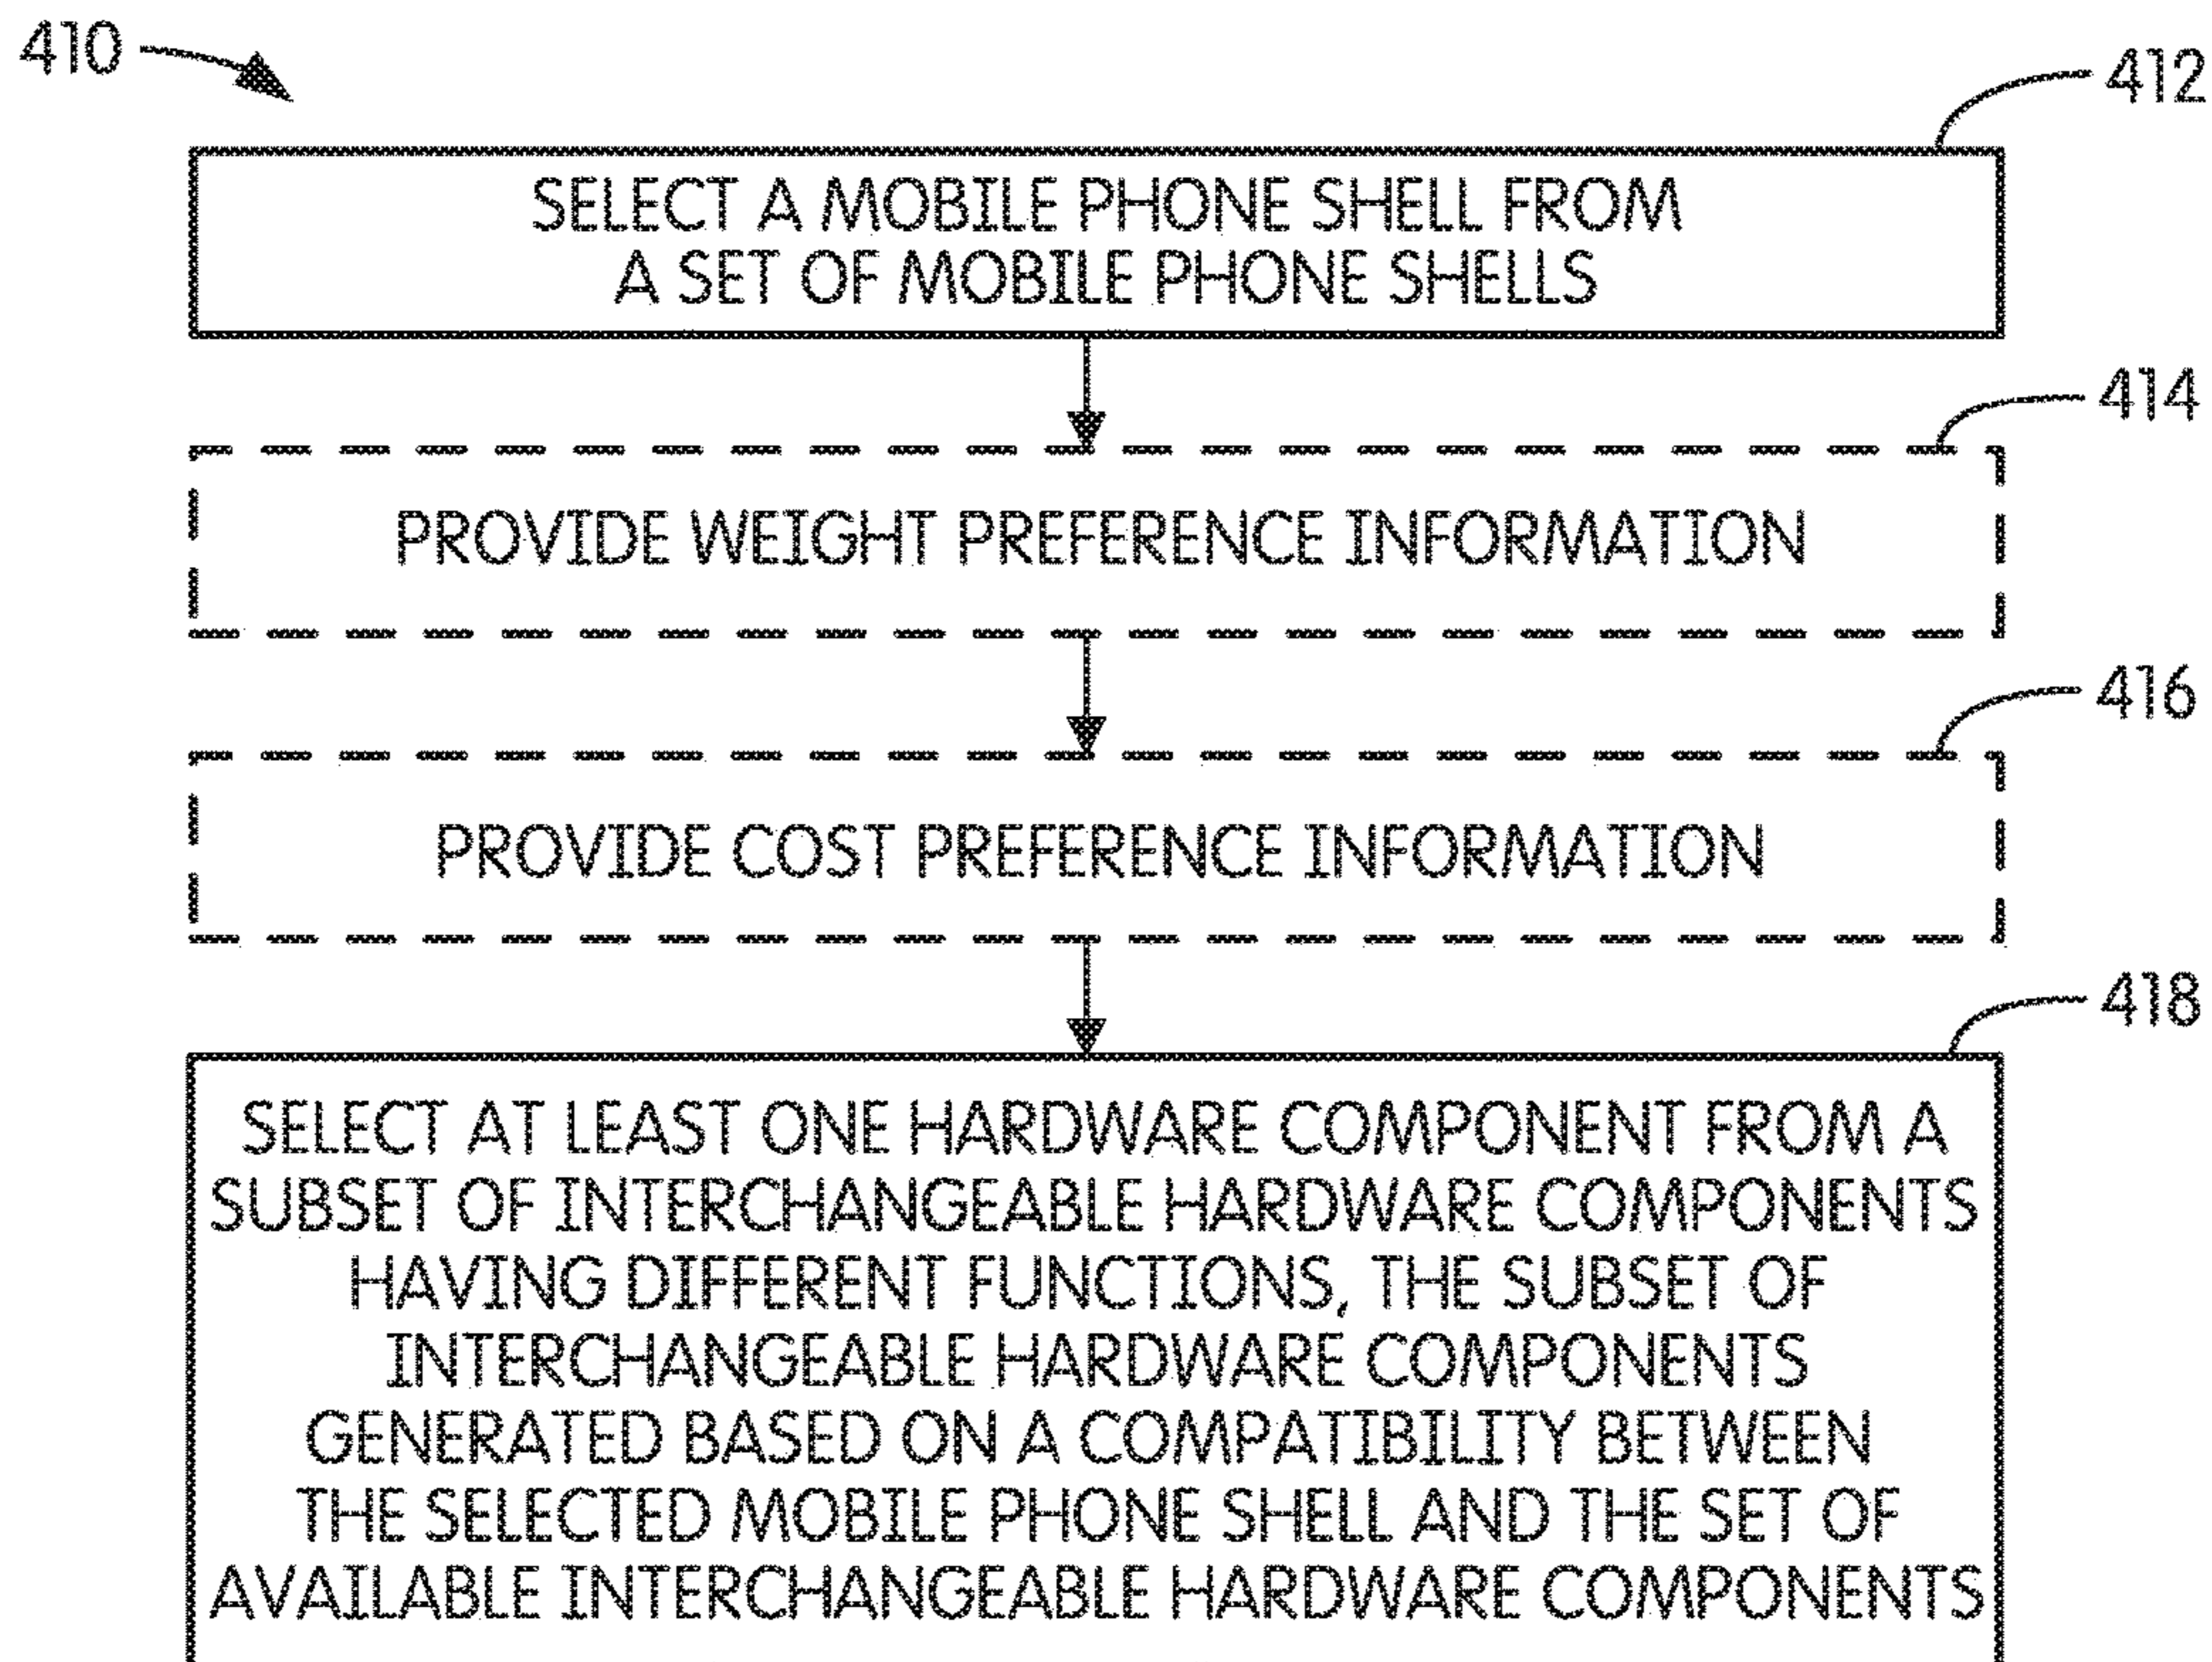 410
412
SELECT A MOBILE PHONE SHELL FROM
A SET OF MOBILE PHONE SHELLS
414
PROVIDE WEIGHT PREFERENCE INFORMATION
416
PROVIDE COST PREFERENCE INFORMATION
418
SELECT AT LEAST ONE HARDWARE COMPONENT FROM A
SUBSET OF INTERCHANGEABLE HARDWARE COMPONENTS
HAVING DIFFERENT FUNCTIONS, THE SUBSET OF
INTERCHANGEABLE HARDWARE COMPONENTS
GENERATED BASED ON A COMPATIBILITY BETWEEN
THE SELECTED MOBILE PHONE SHELL AND THE SET OF
AVAILABLE INTERCHANGEABLE HARDWARE COMPONENTS